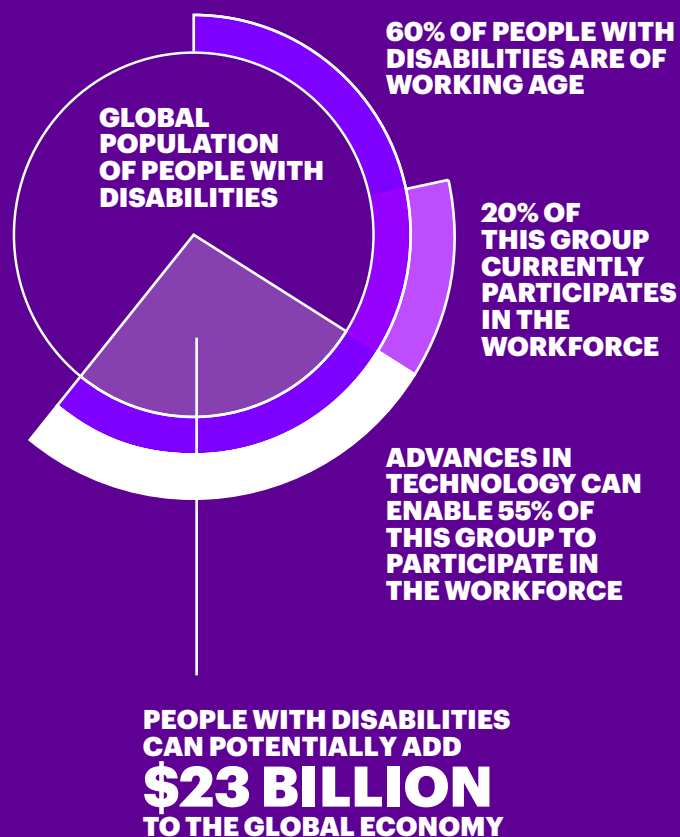 60% OF PEOPLE WITH
DISABILITIES ARE OF
WORKING AGE
GLOBAL
POPULATION
OF PEOPLE WITH
DISABILITIES
20% OF
THIS GROUP
CURRENTLY
PARTICIPATES
IN THE
WORKFORCE
ADVANCES IN
TECHNOLOGY CAN
ENABLE 55% OF
THIS GROUP TO
PARTICIPATE IN
THE WORKFORCE
PEOPLE WITH DISABILITIES
CAN POTENTIALLY ADD
$23 BILLION
TO THE GLOBAL ECONOMY